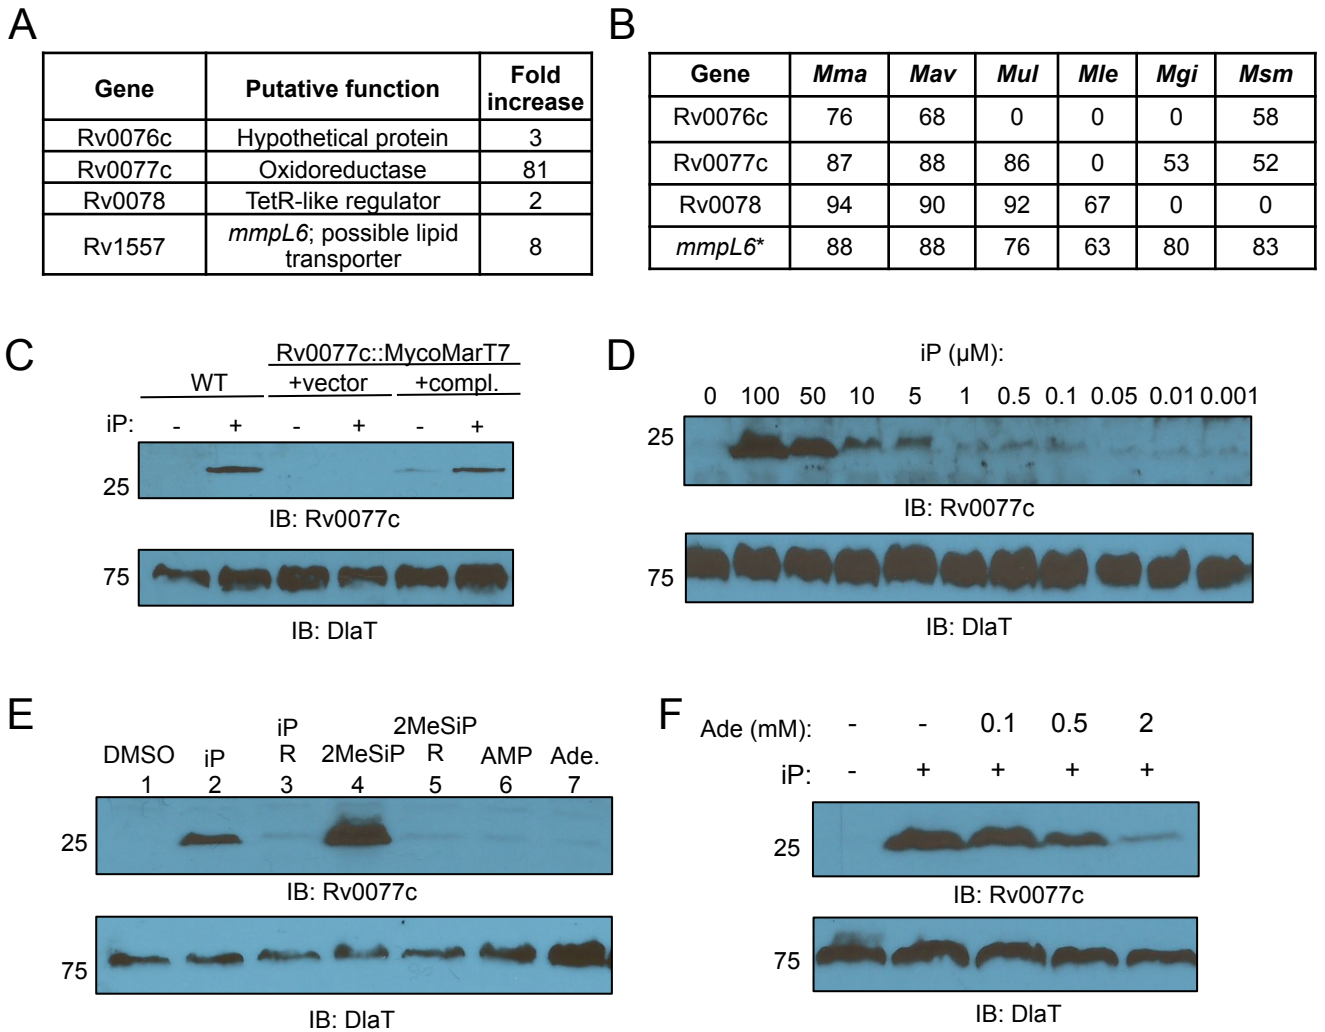 A
Gene Putative function Fold increase
Rv0076c Hypothetical protein 3
Rv0077c Oxidoreductase 81
Rv0078 TetR-like regulator 2
Rv1557 mmpL6; possible lipid transporter 8
B
Gene Mma Mav Mul Mle Mgi Msm
Rv0076c 76 68 0 0 0 58
Rv0077c 87 88 86 0 53 52
Rv0078 94 90 92 67 0 0
mmpL6* 88 88 76 63 80 83
C
Rv0077c::MycoMarT7
WT +vector +compl.
iP: - + - + - +
25
IB: Rv0077c
75
IB: DlaT
D
iP (µM):
0 100 50 10 5 1 0.5 0.1 0.05 0.01 0.001
25
IB: Rv0077c
75
IB: DlaT
E
DMSO iP iP R 2MeSiP 2MeSiP R AMP Ade.
1 2 3 4 5 6 7
25
IB: Rv0077c
75
IB: DlaT
F
Ade (mM): - - 0.1 0.5 2
iP: - + + + +
25
IB: Rv0077c
75
IB: DlaT